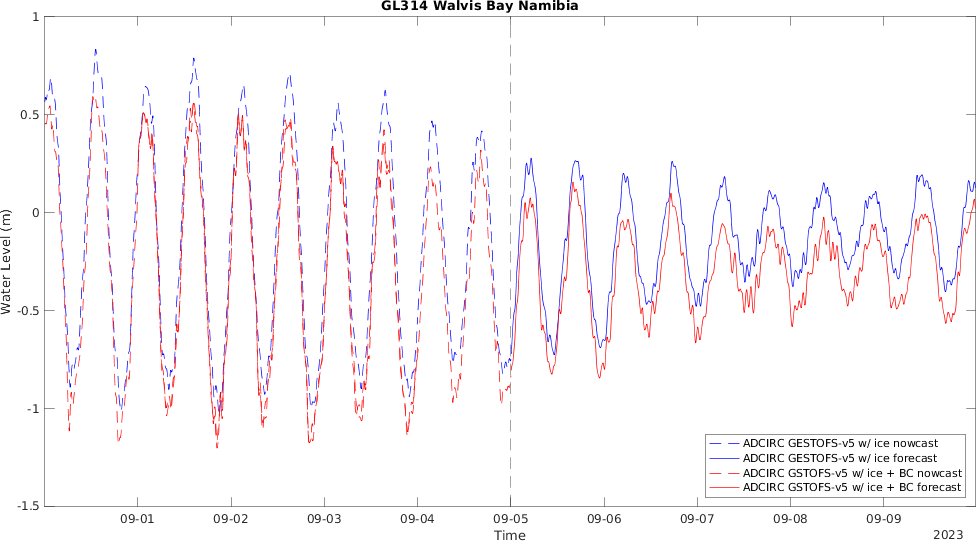 GL314 Walvis Bay Namibia
1
0.5
0
-0.5
-1
-1.5
Water Level (m)
09-01 09-02 09-03 09-04 09-05 09-06 09-07 09-08 09-09
Time
2023
ADCIRC GESTOFS-v5 w/ ice nowcast
ADCIRC GESTOFS-v5 w/ ice forecast
ADCIRC GSTOFS-v5 w/ ice + BC nowcast
ADCIRC GSTOFS-v5 w/ ice + BC forecast